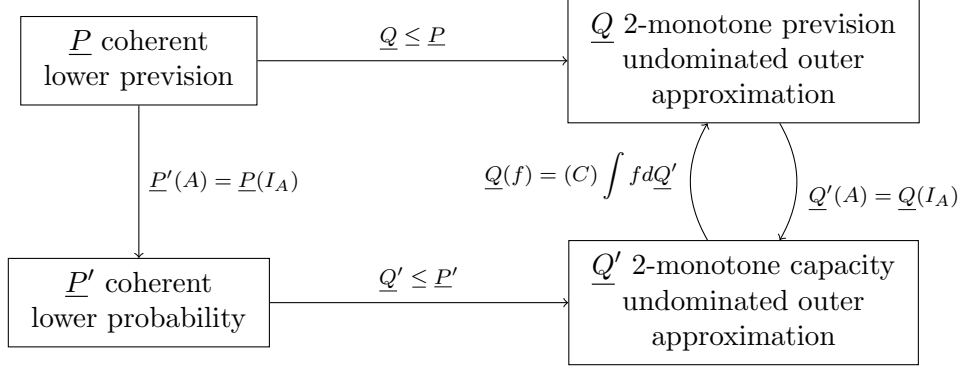 P coherent
lower prevision
Q ≤ P
Q 2-monotone prevision
undominated outer
approximation
P′(A) = P(I_A)
Q(f) = (C) ∫ f dQ′
Q′(A) = Q(I_A)
P′ coherent
lower probability
Q′ ≤ P′
Q′ 2-monotone capacity
undominated outer
approximation